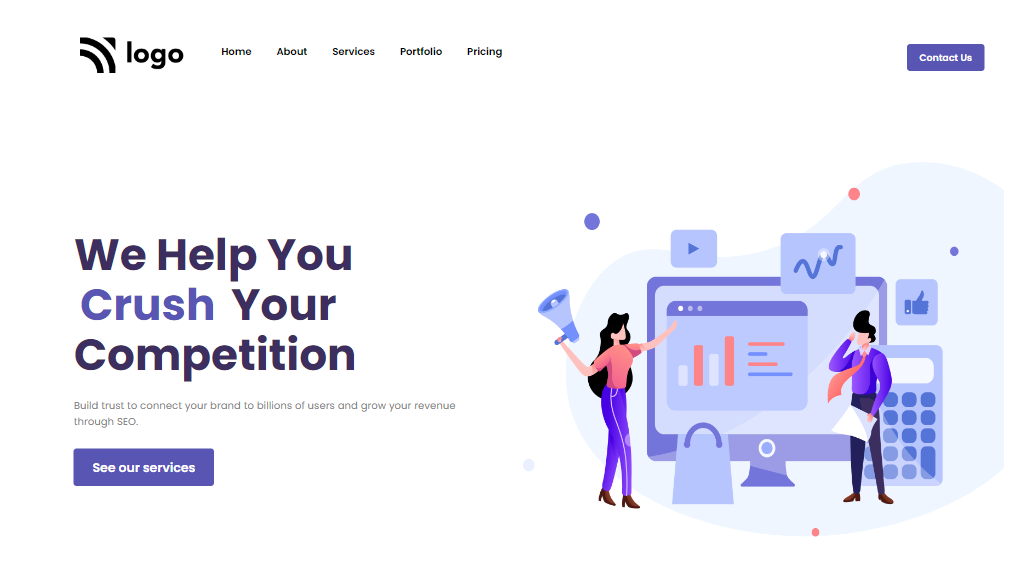 logo
Home
About
Services
Portfolio
Pricing
Contact Us
We Help You
Crush Your
Competition
Build trust to connect your brand to billions of users and grow your revenue
through SEO.
See our services